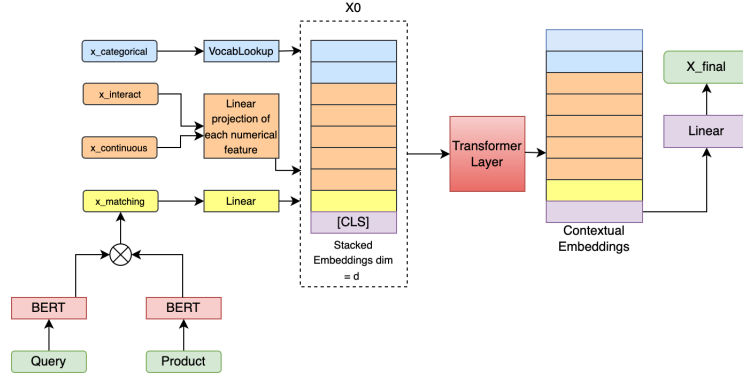 X0
x_categorical
VocabLookup
x_interact
x_continuous
Linear
projection of
each numerical
feature
x_matching
Linear
[CLS]
Stacked
Embeddings dim
= d
BERT
BERT
Query
Product
Transformer
Layer
Contextual
Embeddings
X_final
Linear